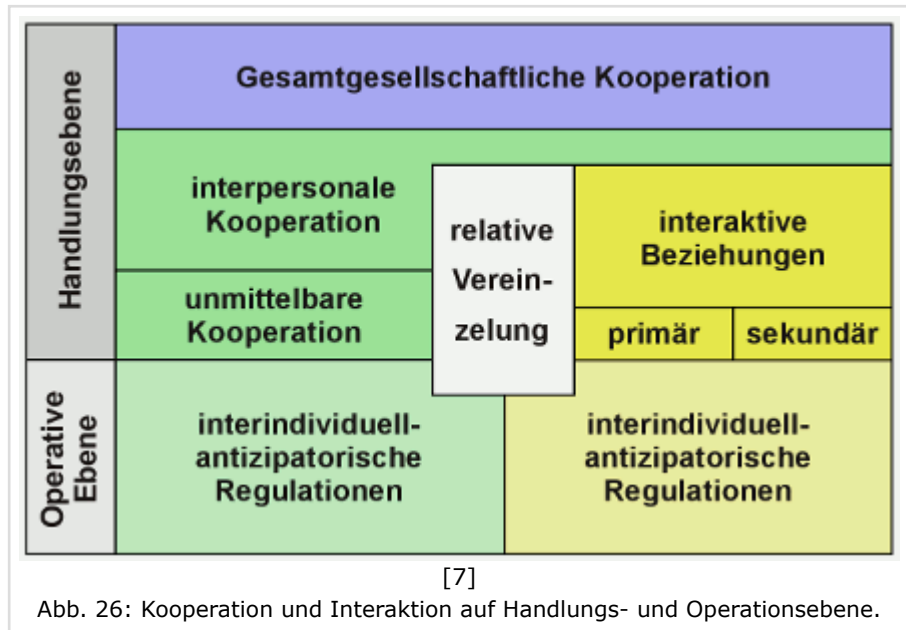 Handlungsebene
Gesamtgesellschaftliche Kooperation
interpersonale
Kooperation
unmittelbare
Kooperation
relative
Verein-
zelung
interaktive
Beziehungen
primär
sekundär
Operative
Ebene
interindividuell-
antizipatorische
Regulationen
interindividuell-
antizipatorische
Regulationen
[7]
Abb. 26: Kooperation und Interaktion auf Handlungs- und Operationsebene.